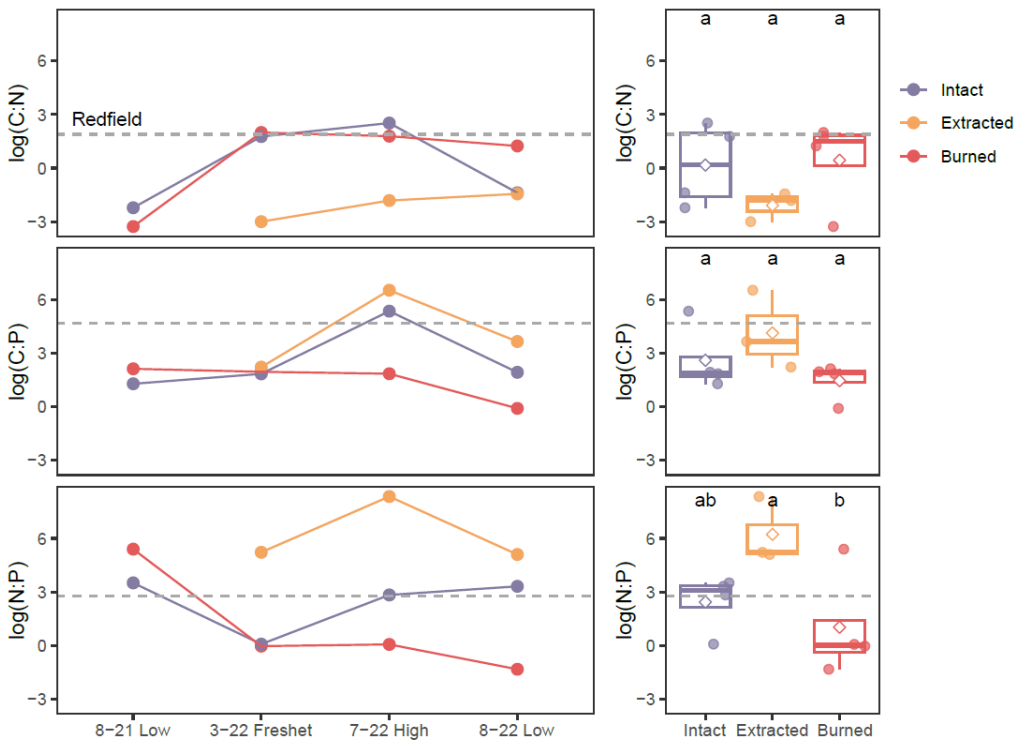 log(C:N)
6
3
0
−3
Redfield
log(C:N)
6
3
0
−3
a a a
Intact
Extracted
Burned
log(C:P)
6
3
0
−3
log(C:P)
6
3
0
−3
a a a
log(N:P)
6
3
0
−3
log(N:P)
6
3
0
−3
ab a b
8−21 Low 3−22 Freshet 7−22 High 8−22 Low
Intact Extracted Burned